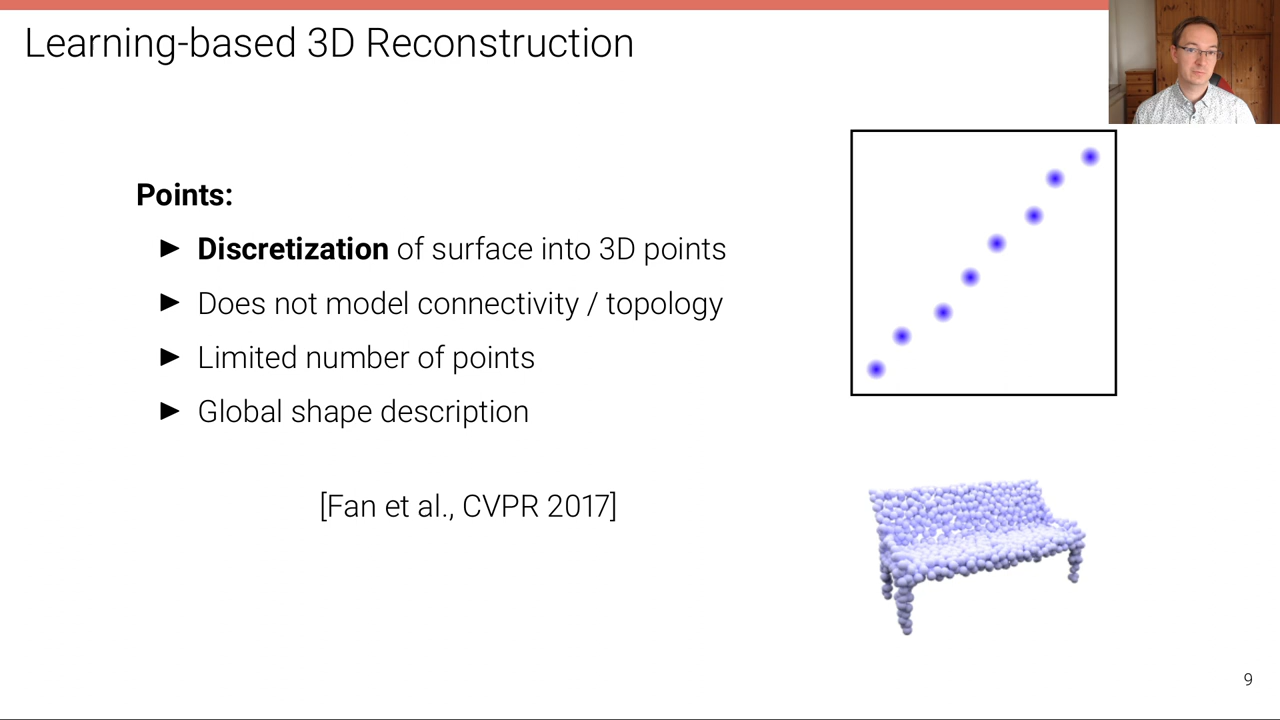 Learning-based 3D Reconstruction
Points:
▶ Discretization of surface into 3D points
▶ Does not model connectivity / topology
▶ Limited number of points
▶ Global shape description
[Fan et al., CVPR 2017]
9